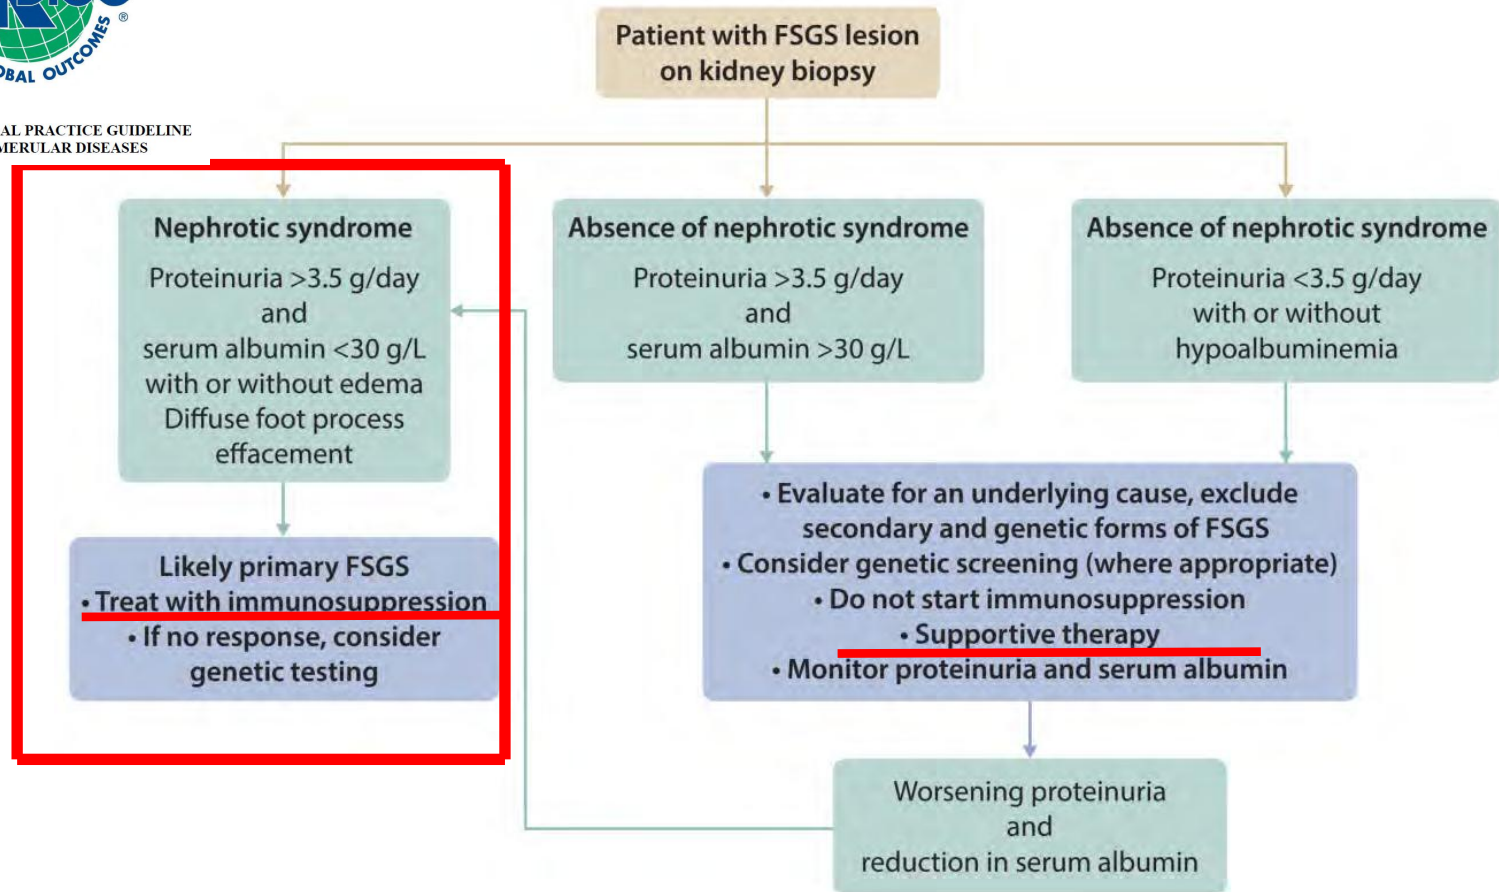 OBAL OUTCOMES ®
AL PRACTICE GUIDELINE
MERULAR DISEASES
Patient with FSGS lesion
on kidney biopsy
Nephrotic syndrome
Proteinuria >3.5 g/day
and
serum albumin <30 g/L
with or without edema
Diffuse foot process
effacement
Absence of nephrotic syndrome
Proteinuria >3.5 g/day
and
serum albumin >30 g/L
Absence of nephrotic syndrome
Proteinuria <3.5 g/day
with or without
hypoalbuminemia
Likely primary FSGS
• Treat with immunosuppression
• If no response, consider
genetic testing
• Evaluate for an underlying cause, exclude
secondary and genetic forms of FSGS
• Consider genetic screening (where appropriate)
• Do not start immunosuppression
• Supportive therapy
• Monitor proteinuria and serum albumin
Worsening proteinuria
and
reduction in serum albumin